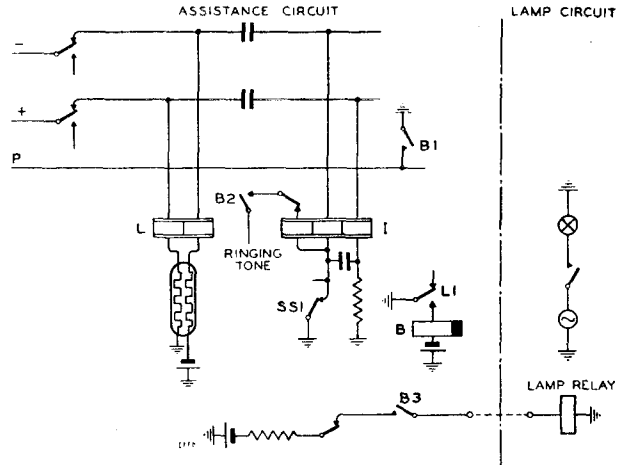 ASSISTANCE CIRCUIT
LAMP CIRCUIT
−
+
P
B1
B2
L
I
RINGING
TONE
SS1
L1
B
B3
LAMP RELAY